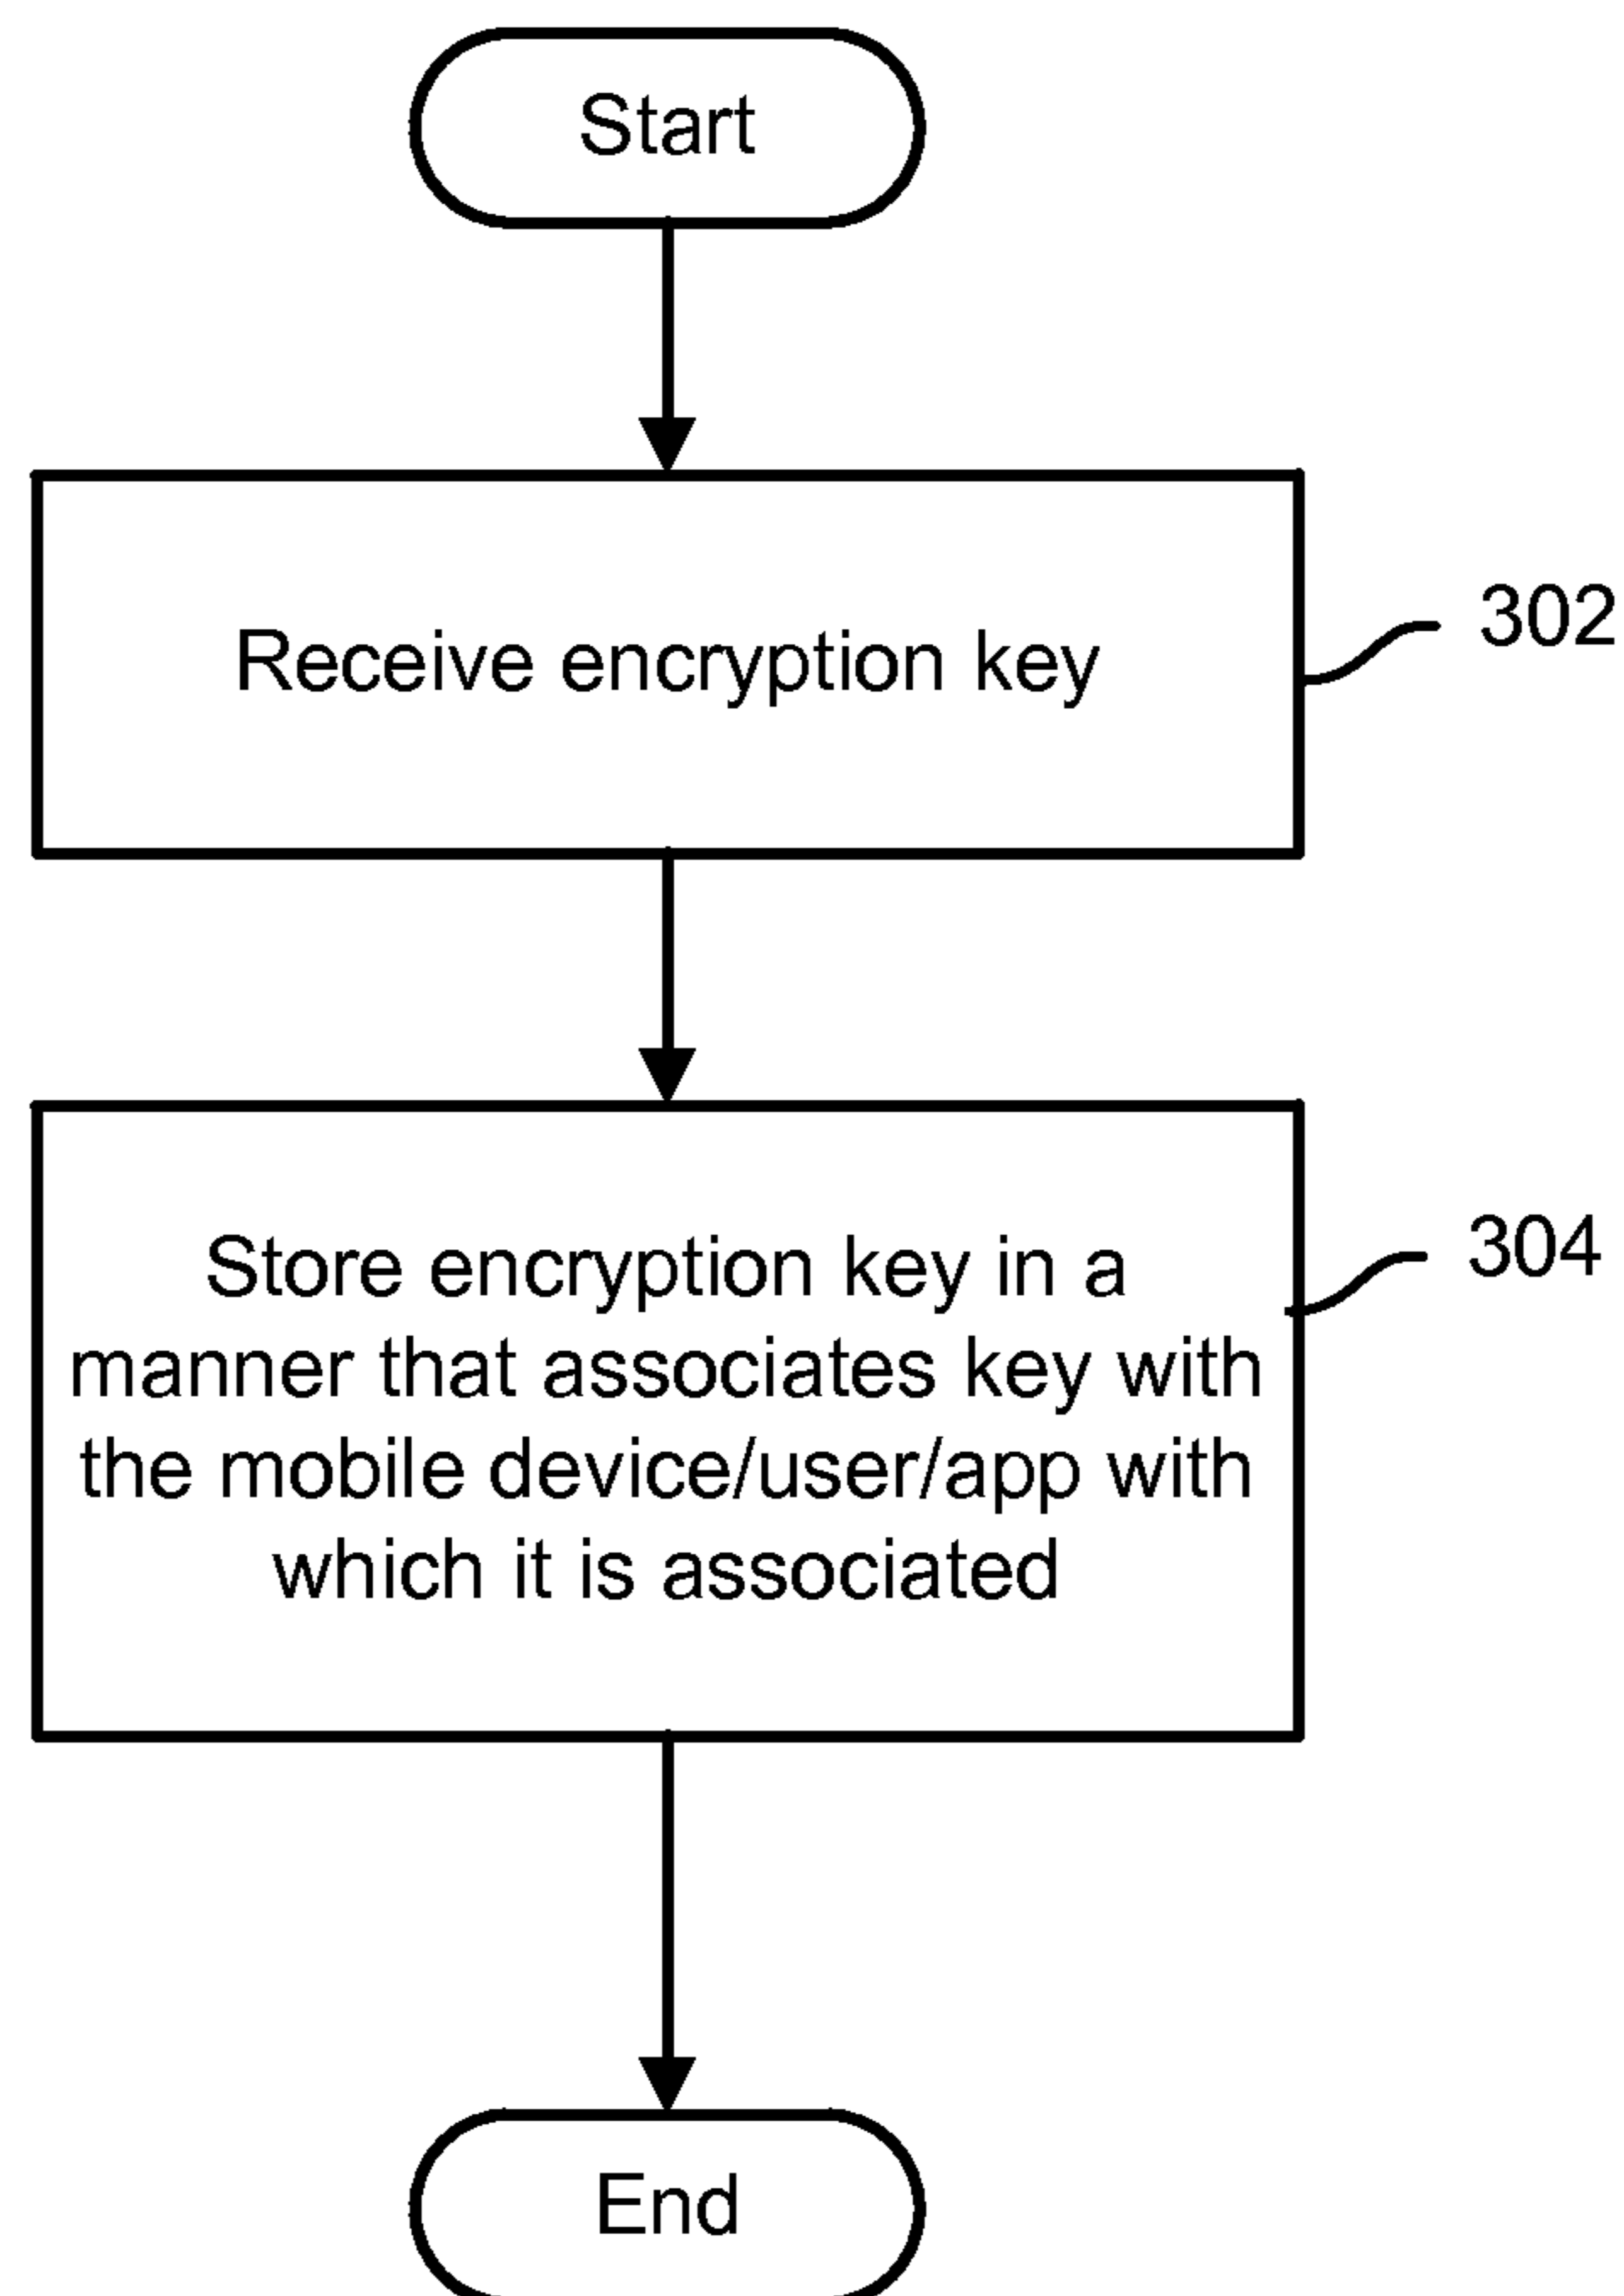 Start
Receive encryption key
302
Store encryption key in a
manner that associates key with
the mobile device/user/app with
which it is associated
304
End